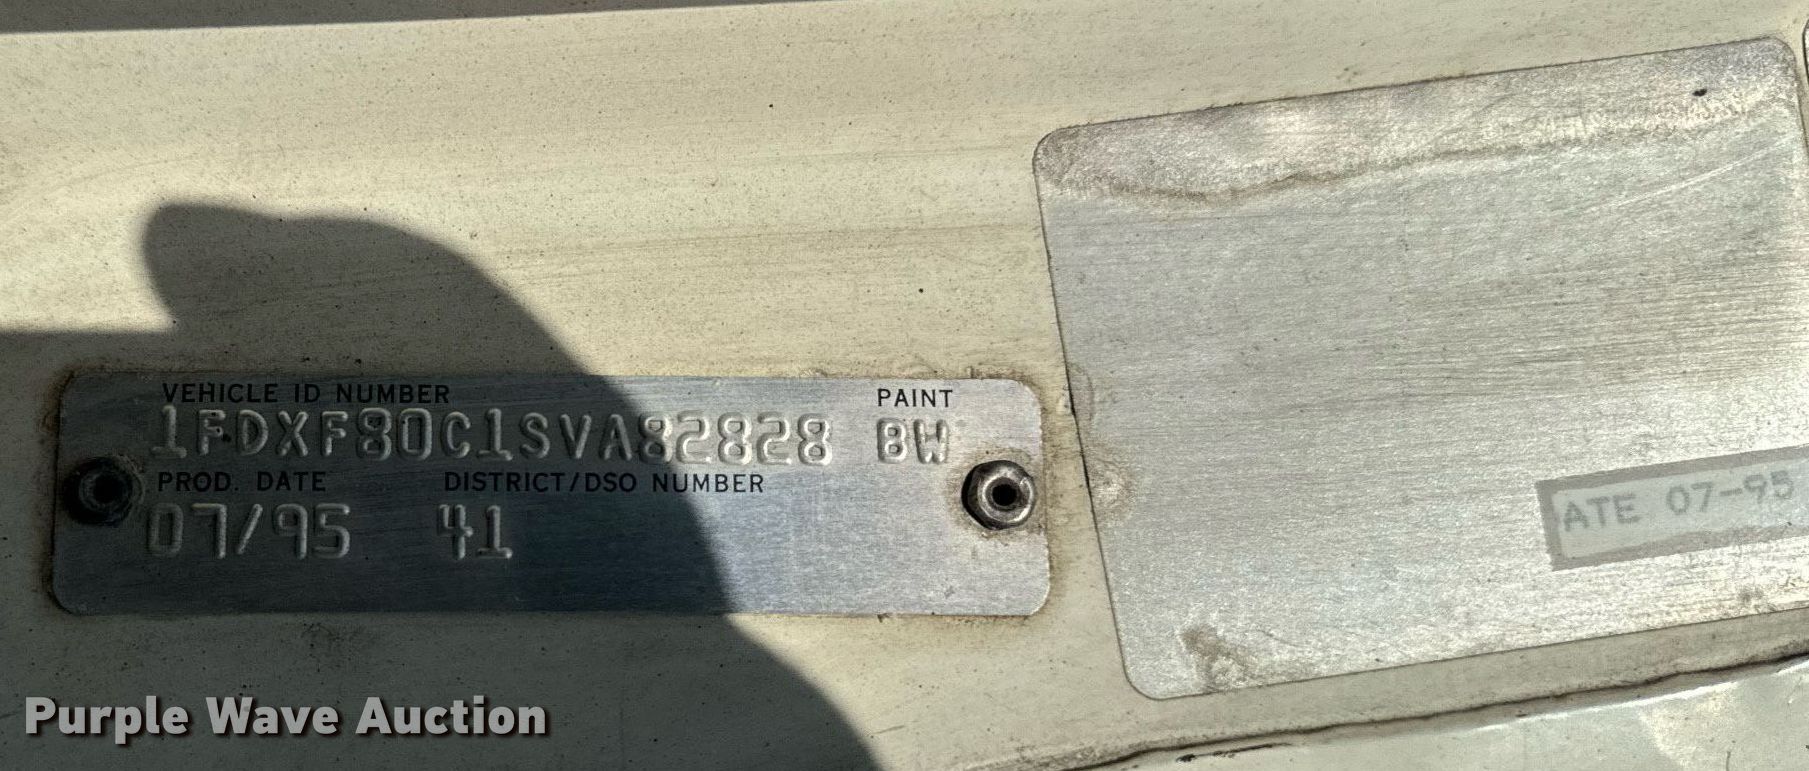 VEHICLE ID NUMBER PAINT
1FDXF80C1SVA82828 BW
PROD. DATE DISTRICT/DSO NUMBER
07/95 41
ATE 07-95
Purple Wave Auction